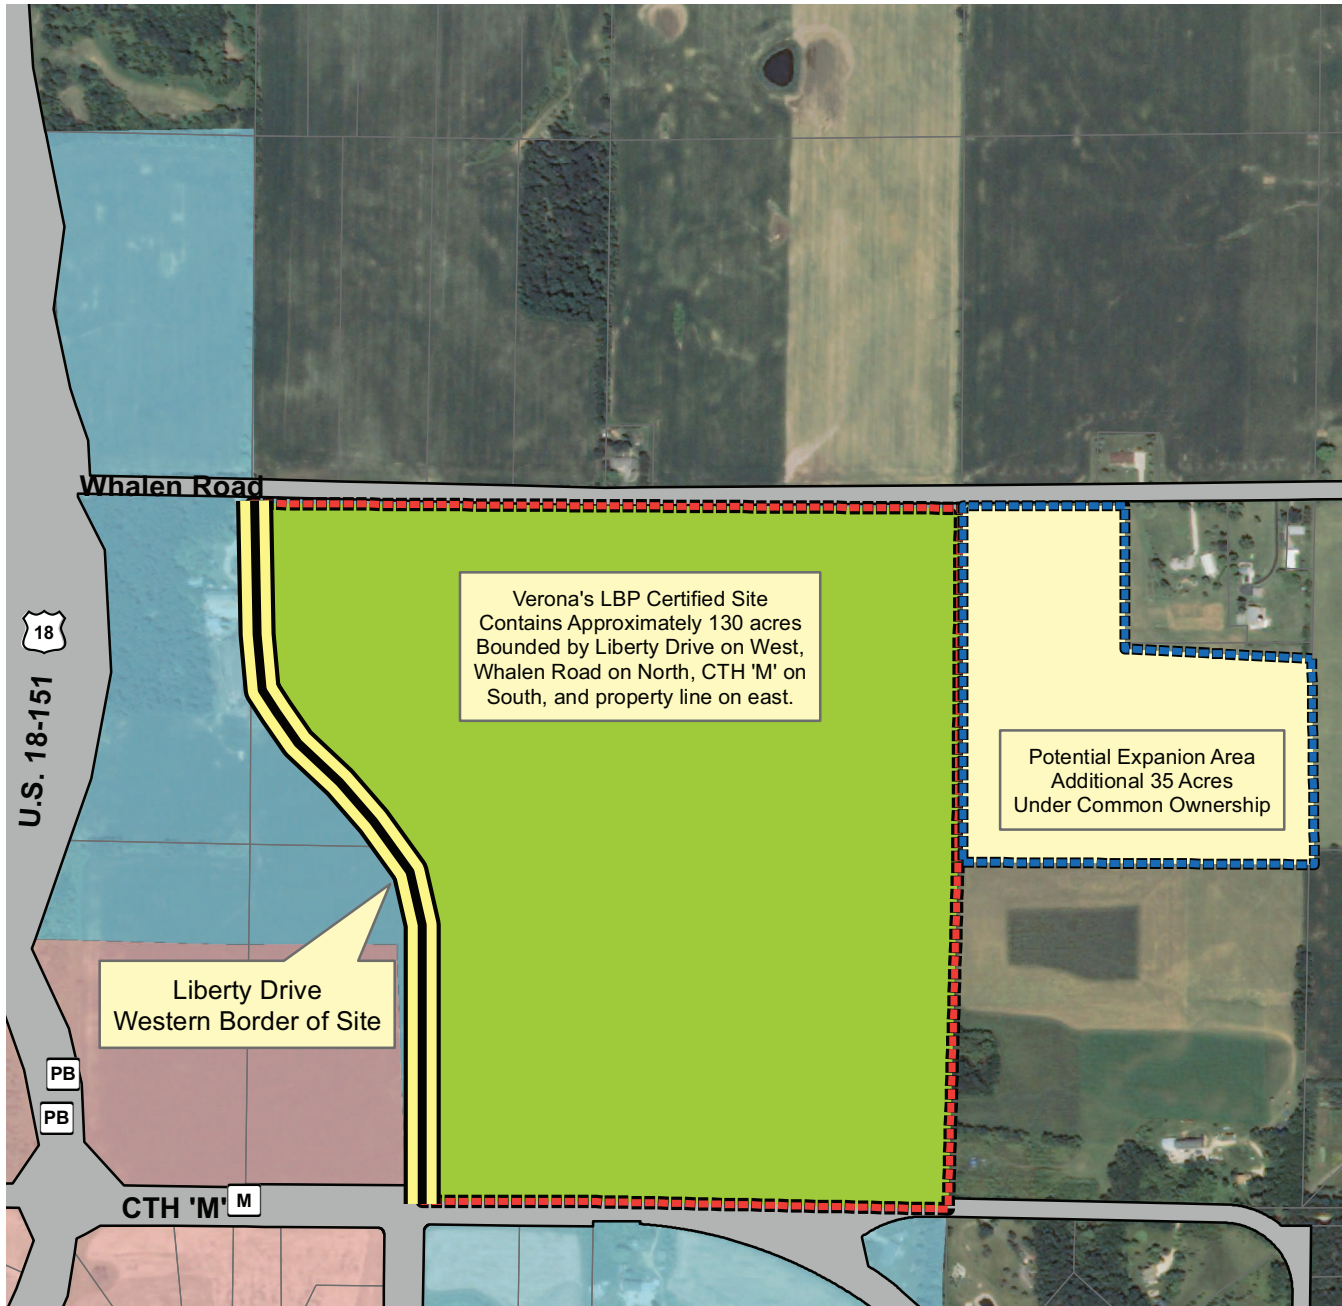 Whalen Road
Verona's LBP Certified Site
Contains Approximately 130 acres
Bounded by Liberty Drive on West,
Whalen Road on North, CTH 'M' on
South, and property line on east.
18
U.S. 18-151
Potential Expanion Area
Additional 35 Acres
Under Common Ownership
Liberty Drive
Western Border of Site
PB
PB
CTH 'M'
M